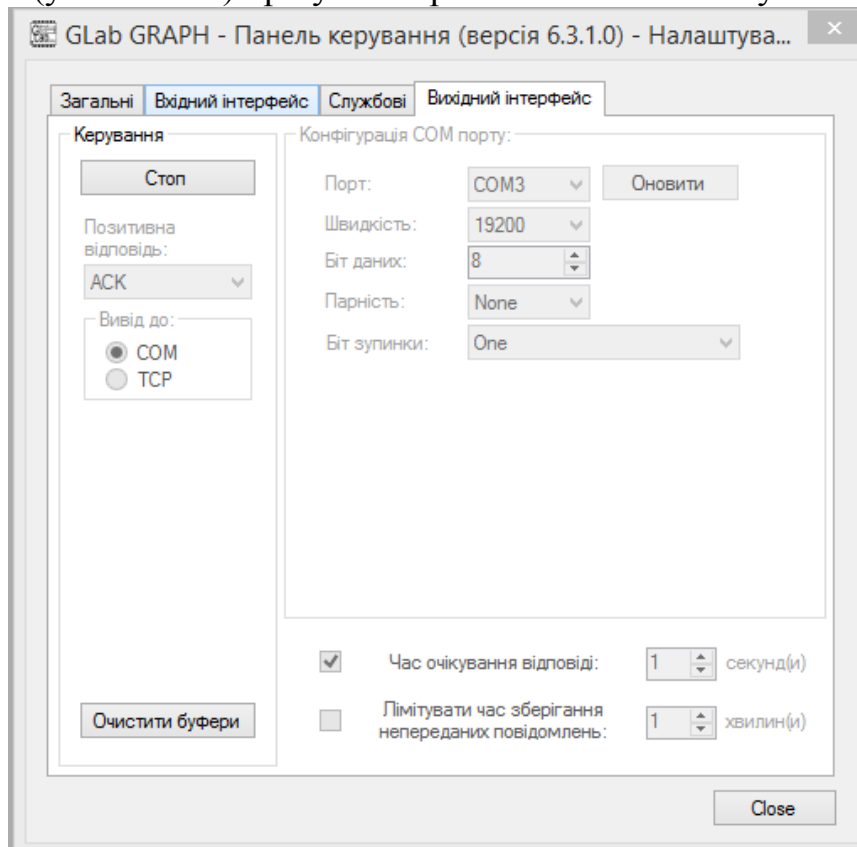 GLab GRAPH - Панель керування (версія 6.3.1.0) - Налаштува...
Загальні Вхідний інтерфейс Службові Вихідний інтерфейс
Керування
Стоп
Позитивна
відповідь:
ACK
Вивід до:
COM
TCP
Очистити буфери
Конфігурація COM порту:
Порт: COM3 Оновити
Швидкість: 19200
Біт даних: 8
Парність: None
Біт зупинки: One
Час очікування відповіді: 1 секунд(и)
Лімітувати час зберігання
непереданих повідомлень: 1 хвилин(и)
Close